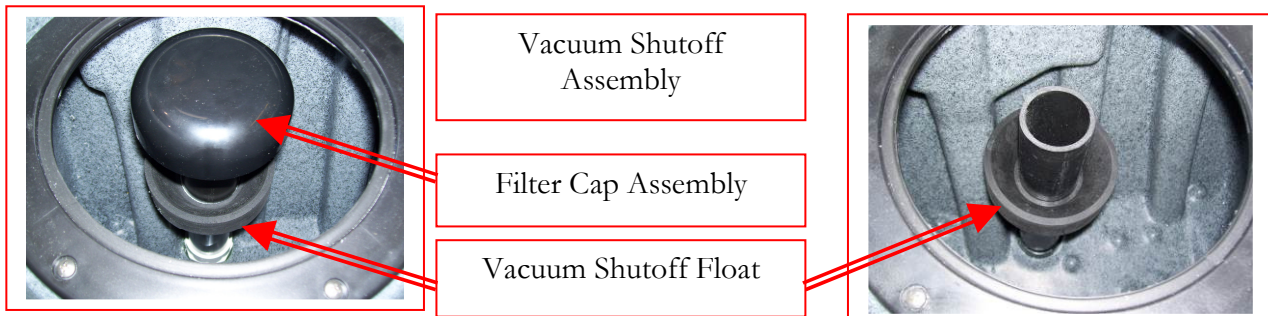 Vacuum Shutoff
Assembly
Filter Cap Assembly
Vacuum Shutoff Float